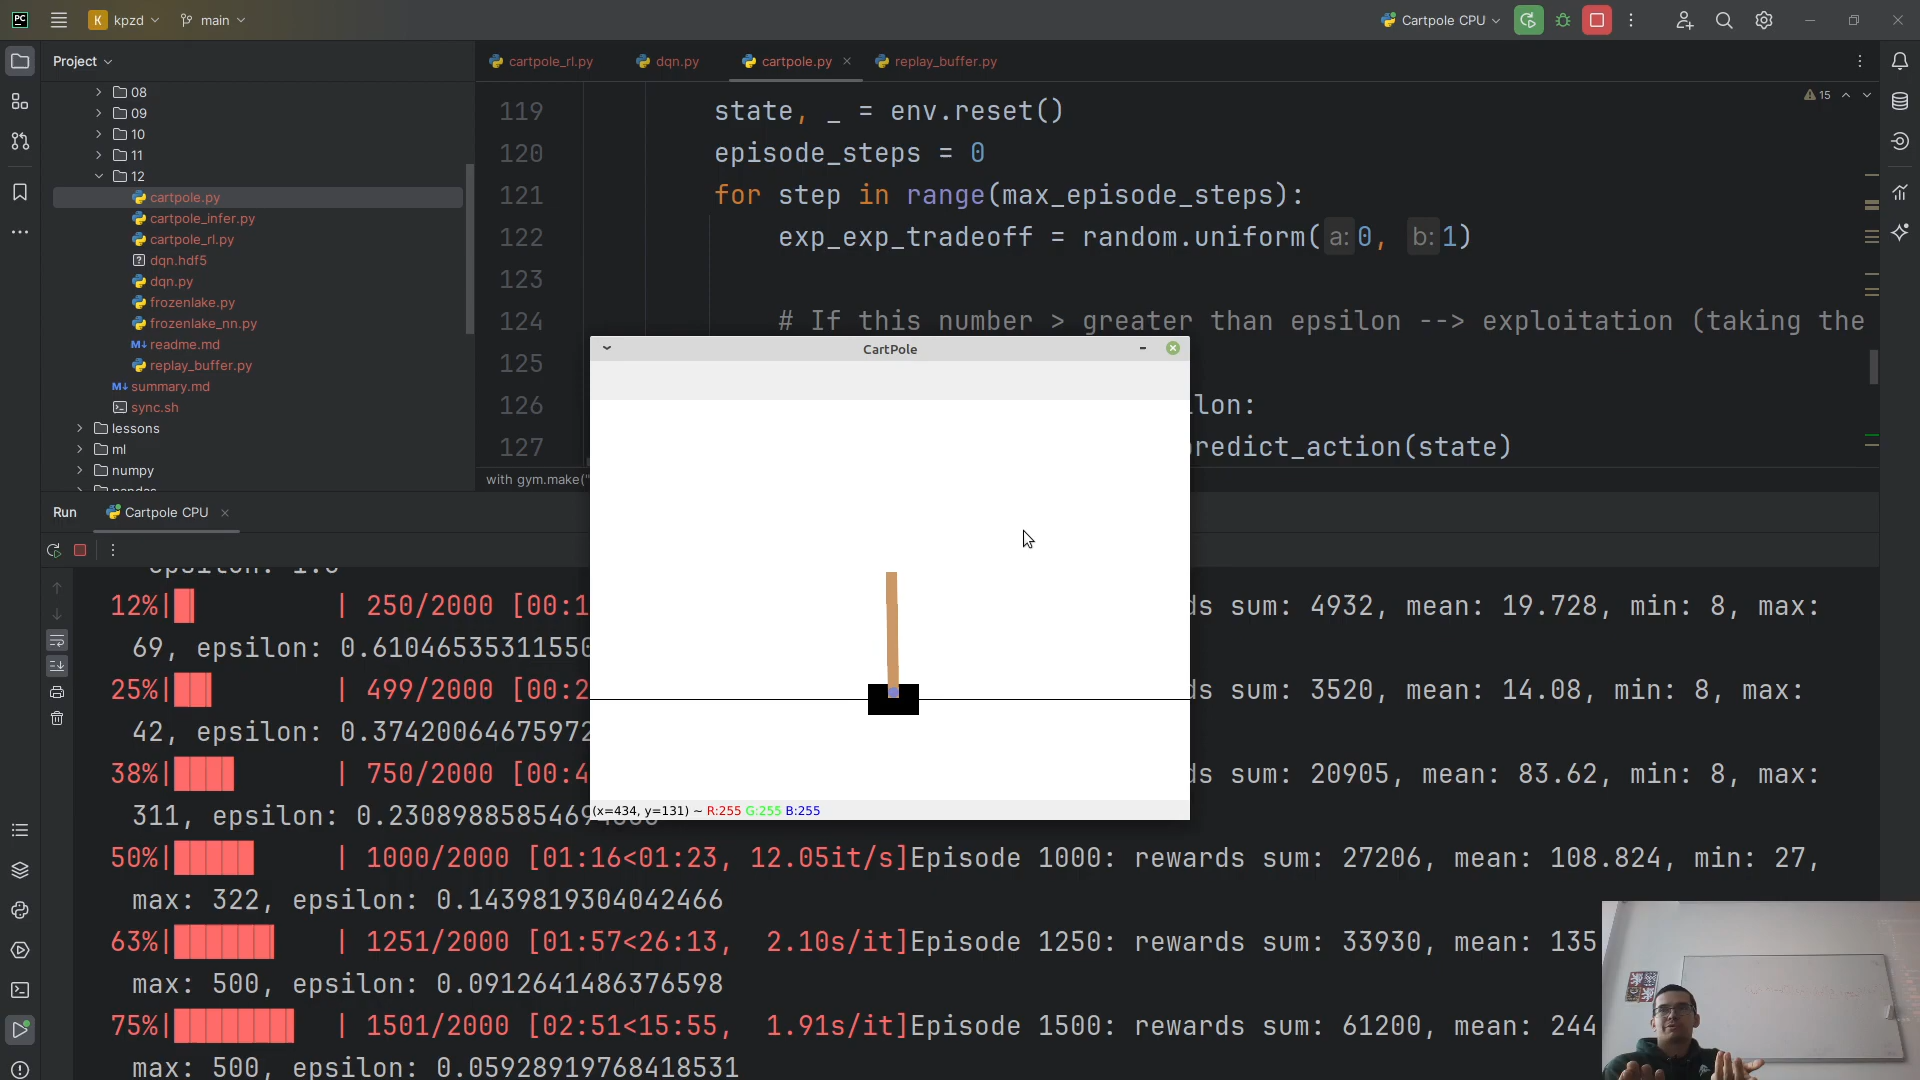 PC
K kpzd
main
Cartpole CPU
Project
08
09
10
11
12
cartpole.py
cartpole_infer.py
cartpole_rl.py
dqn.hdf5
dqn.py
frozenlake.py
frozenlake_nn.py
M↓ readme.md
replay_buffer.py
M↓ summary.md
sync.sh
lessons
ml
numpy
pandas
cartpole_rl.py
dqn.py
cartpole.py
replay_buffer.py
15
119 state, _ = env.reset()
120 episode_steps = 0
121 for step in range(max_episode_steps):
122 exp_exp_tradeoff = random.uniform( a: 0, b: 1)
123
124 # If this number > greater than epsilon --> exploitation (taking the
125
126 lon:
127 redict_action(state)
with gym.make("
CartPole
(x=434, y=131) ~ R:255 G:255 B:255
Run
Cartpole CPU
epsilon: 1.0
12%| | 250/2000 [00:1 ds sum: 4932, mean: 19.728, min: 8, max:
69, epsilon: 0.6104653531155
25%| | 499/2000 [00:2 ds sum: 3520, mean: 14.08, min: 8, max:
42, epsilon: 0.3742006467597
38%| | 750/2000 [00:4 ds sum: 20905, mean: 83.62, min: 8, max:
311, epsilon: 0.230898858546
50%| | 1000/2000 [01:16<01:23, 12.05it/s]Episode 1000: rewards sum: 27206, mean: 108.824, min: 27,
max: 322, epsilon: 0.1439819304042466
63%| | 1251/2000 [01:57<26:13, 2.10s/it]Episode 1250: rewards sum: 33930, mean: 135
max: 500, epsilon: 0.0912641486376598
75%| | 1501/2000 [02:51<15:55, 1.91s/it]Episode 1500: rewards sum: 61200, mean: 244
max: 500, epsilon: 0.05928919768418531